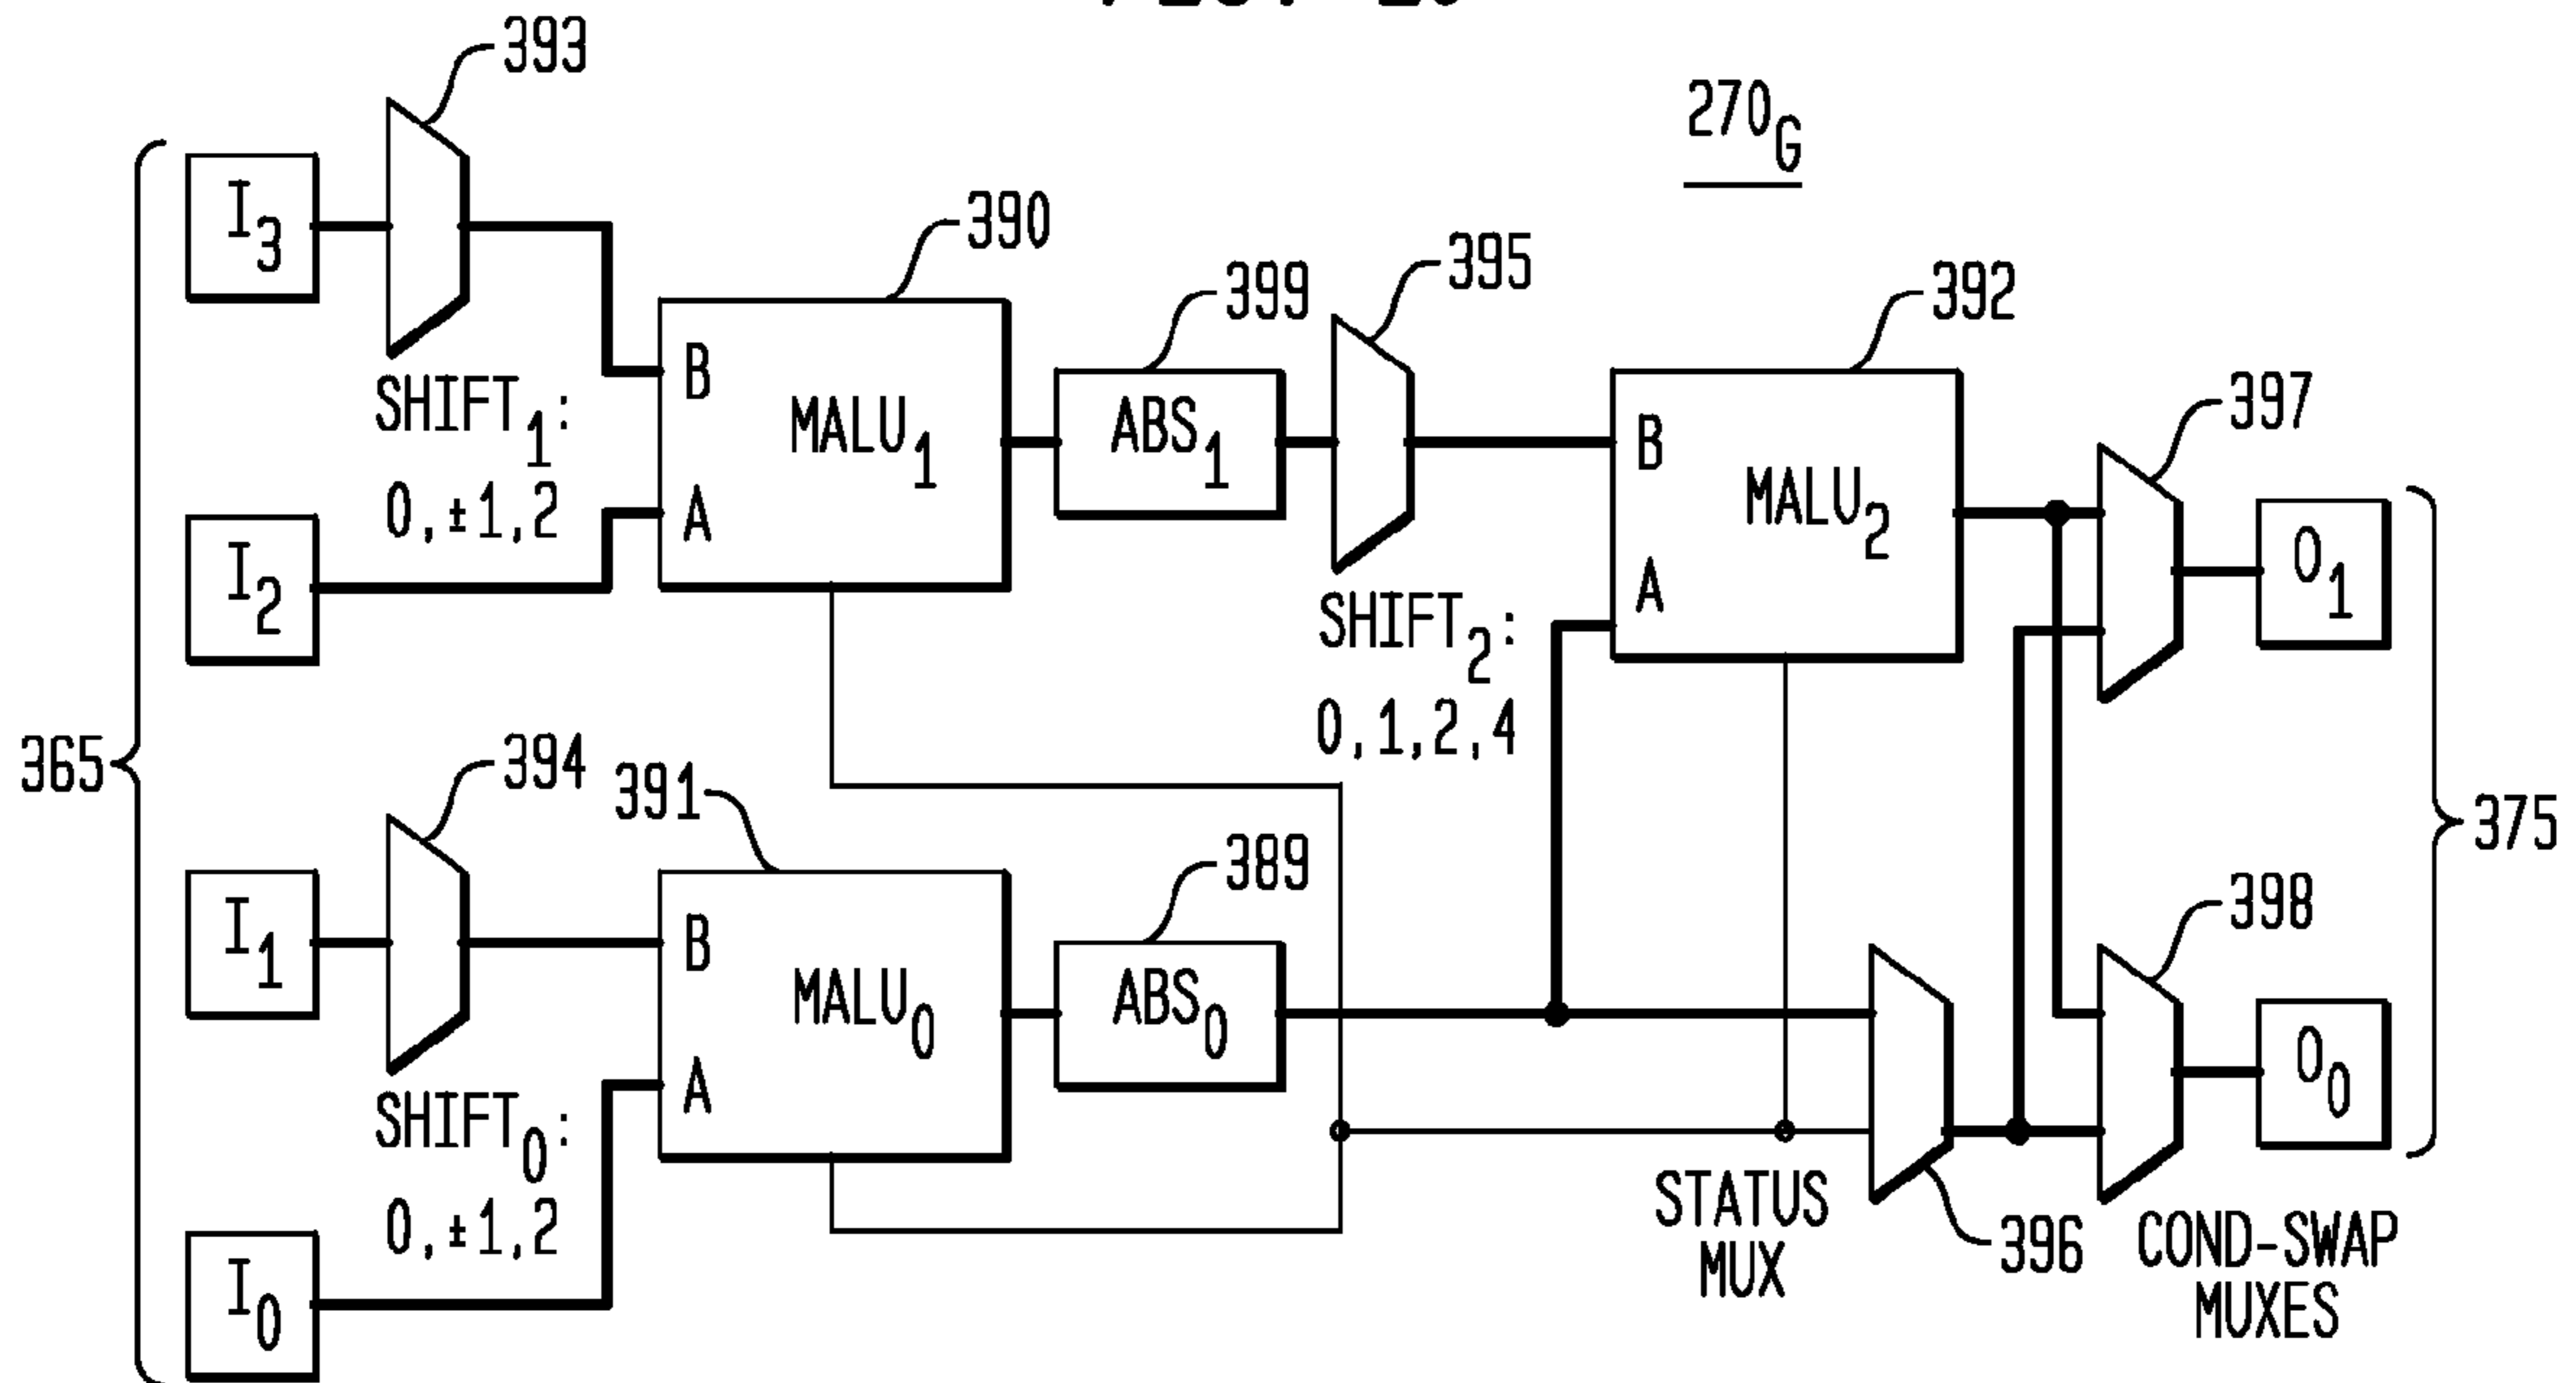 393
270G
I3
390
395
399
392
B
SHIFT1:
MALU1
ABS1
B
397
0,±1,2
A
MALU2
I2
O1
A
SHIFT2:
0,1,2,4
365
394
391
375
389
398
I1
B
MALU0
ABS0
O0
A
SHIFT0:
0,±1,2
STATUS
MUX
396
COND-SWAP
MUXES
I0